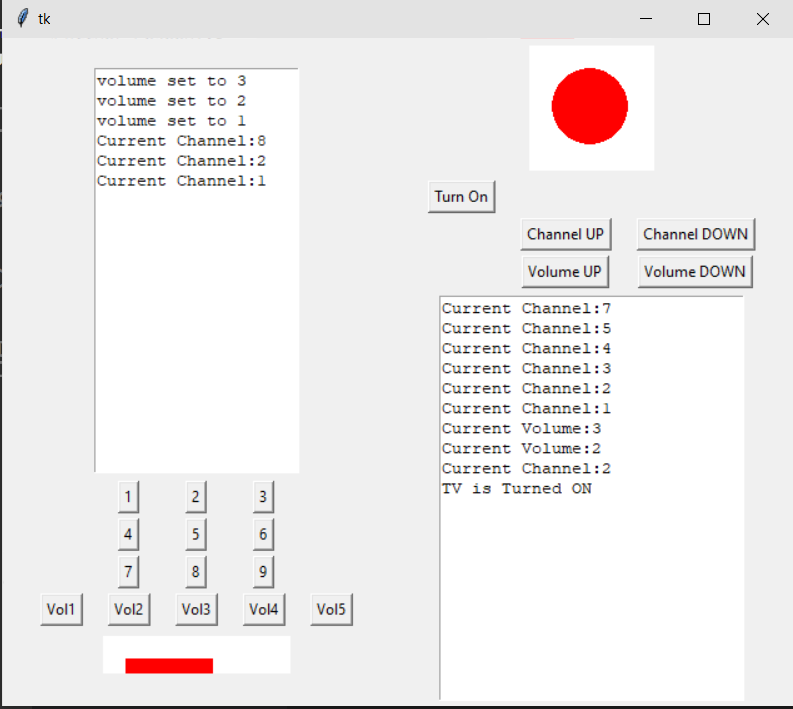 tk
volume set to 3
volume set to 2
volume set to 1
Current Channel:8
Current Channel:2
Current Channel:1
1 2 3
4 5 6
7 8 9
Vol1 Vol2 Vol3 Vol4 Vol5
Turn On
Channel UP Channel DOWN
Volume UP Volume DOWN
Current Channel:7
Current Channel:5
Current Channel:4
Current Channel:3
Current Channel:2
Current Channel:1
Current Volume:3
Current Volume:2
Current Channel:2
TV is Turned ON